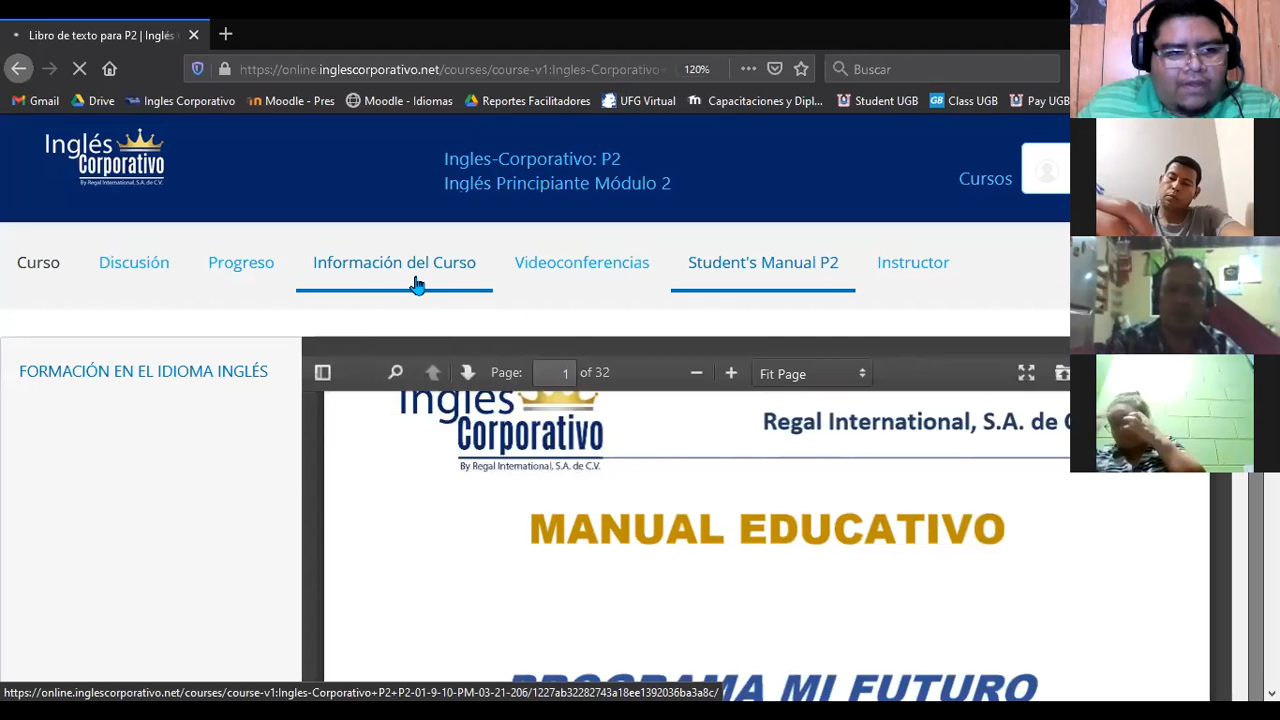 Libro de texto para P2 | Inglés
https://online.inglescorporativo.net/courses/course-v1:Ingles-Corporativo
120%
Buscar
Gmail
Drive
Ingles Corporativo
Moodle - Pres
Moodle - Idiomas
Reportes Facilitadores
UFG Virtual
Capacitaciones y Dipl...
Student UGB
Class UGB
Pay UGB
Inglés
Corporativo
By Regal International, S.A. de C.V.
Ingles-Corporativo: P2
Inglés Principiante Módulo 2
Cursos
Curso
Discusión
Progreso
Información del Curso
Videoconferencias
Student's Manual P2
Instructor
FORMACIÓN EN EL IDIOMA INGLÉS
Page:
1
of 32
Fit Page
Inglés
Corporativo
By Regal International, S.A. de C.V.
Regal International, S.A. de C
MANUAL EDUCATIVO
PROGRAMA MI FUTURO
https://online.inglescorporativo.net/courses/course-v1:Ingles-Corporativo+P2+P2-01-9-10-PM-03-21-206/1227ab32282743a18ee1392036ba3a8c/